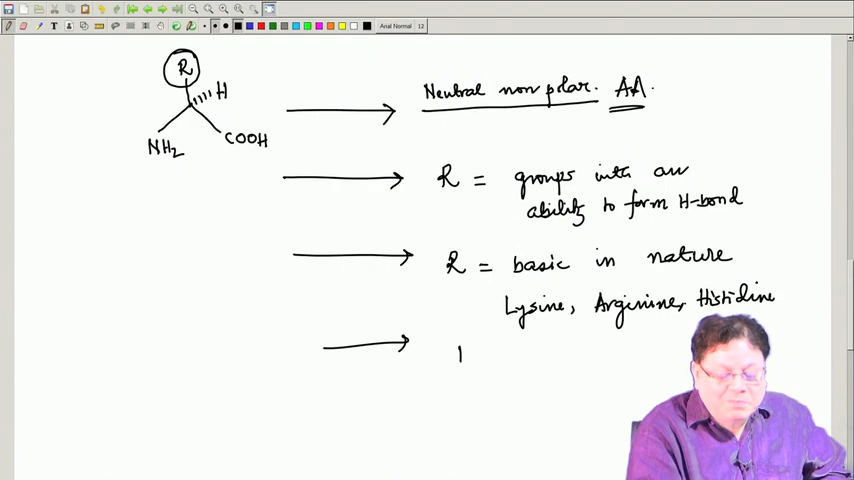 Arial Normal 12
R
H
NH2
COOH
Neutral non polar. AA.
R = groups with an
ability to form H-bond
R = basic in nature
Lysine, Arginine, Histidine